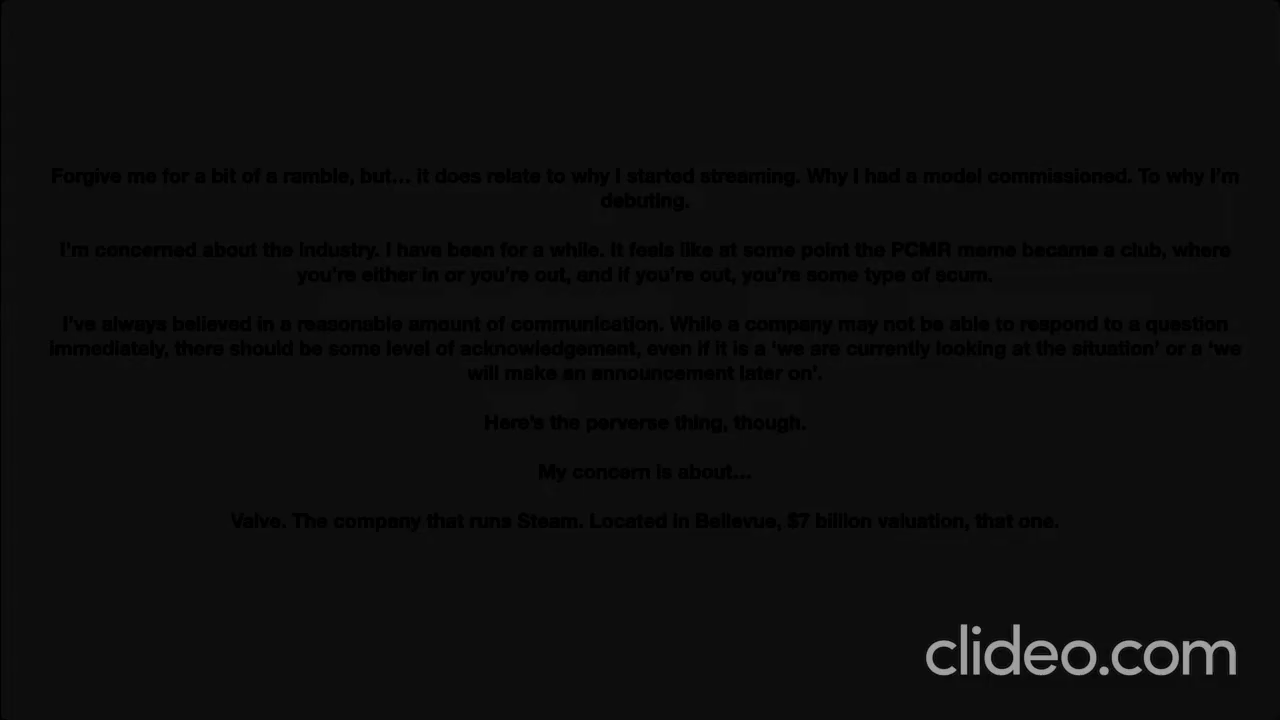 Forgive me for a bit of a ramble, but... it does relate to why I started streaming. Why I had a model commissioned. To why I'm
debuting.
I'm concerned about the industry. I have been for a while. It feels like at some point the PCMR meme became a club, where
you're either in or you're out, and if you're out, you're some type of scum.
I've always believed in a reasonable amount of communication. While a company may not be able to respond to a question
immediately, there should be some level of acknowledgement, even if it is a ‘we are currently looking at the situation’ or a ‘we
will make an announcement later on’.
Here's the perverse thing, though.
My concern is about...
Valve. The company that runs Steam. Located in Bellevue, $7 billion valuation, that one.
clideo.com